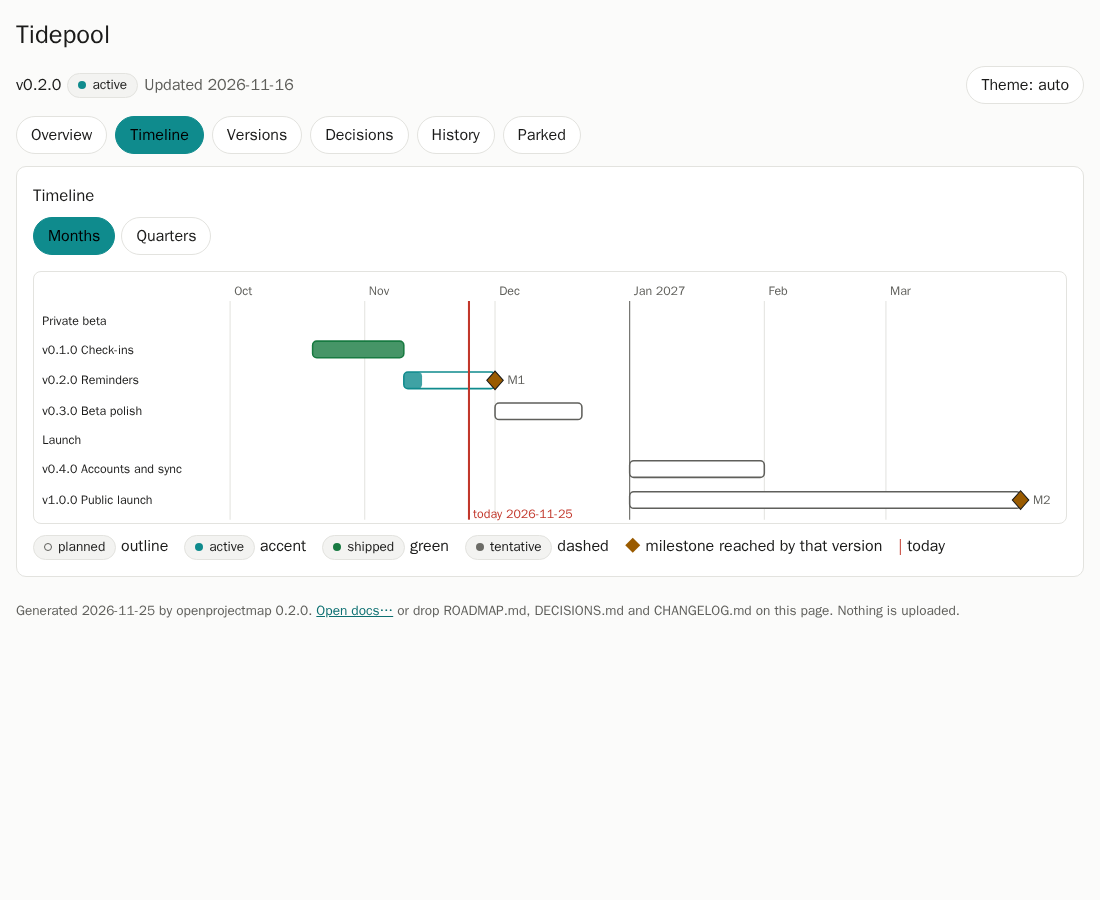 Tidepool
v0.2.0 active Updated 2026-11-16 Theme: auto
Overview Timeline Versions Decisions History Parked
Timeline
Months Quarters
Oct Nov Dec Jan 2027 Feb Mar
Private beta
v0.1.0 Check-ins
v0.2.0 Reminders M1
v0.3.0 Beta polish
Launch
v0.4.0 Accounts and sync
v1.0.0 Public launch M2
today 2026-11-25
planned outline active accent shipped green tentative dashed milestone reached by that version today
Generated 2026-11-25 by openprojectmap 0.2.0. Open docs… or drop ROADMAP.md, DECISIONS.md and CHANGELOG.md on this page. Nothing is uploaded.